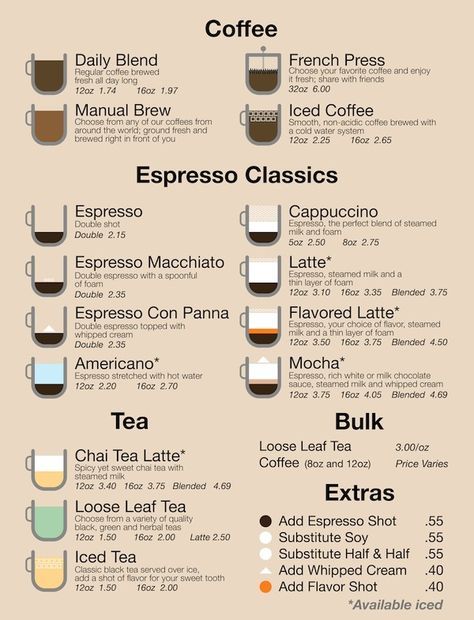 Coffee
Daily Blend
Regular coffee brewed
fresh all day long
12oz 1.74 16oz 1.97
French Press
Choose your favorite coffee and enjoy
it fresh; share with friends
32oz 6.00
Manual Brew
Choose from any of our coffees from
around the world; ground fresh and
brewed right in front of you
Iced Coffee
Smooth, non-acidic coffee brewed with
a cold water system
12oz 2.25 16oz 2.65
Espresso Classics
Espresso
Double shot
Double 2.15
Cappuccino
Espresso, the perfect blend of steamed
milk and foam
5oz 2.50 8oz 2.75
Espresso Macchiato
Double espresso with a spoonful
of foam
Double 2.35
Latte*
Espresso, steamed milk and a
thin layer of foam
12oz 3.10 16oz 3.35 Blended 3.75
Espresso Con Panna
Double espresso topped with
whipped cream
Double 2.35
Flavored Latte*
Espresso, your choice of flavor, steamed
milk and a thin layer of foam
12oz 3.50 16oz 3.75 Blended 4.50
Americano*
Espresso stretched with hot water
12oz 2.20 16oz 2.70
Mocha*
Espresso, rich white or milk chocolate
sauce, steamed milk and whipped cream
12oz 3.75 16oz 4.05 Blended 4.69
Tea
Chai Tea Latte*
Spicy yet sweet chai tea with
steamed milk
12oz 3.40 16oz 3.75 Blended 4.69
Loose Leaf Tea
Choose from a variety of quality
black, green and herbal teas
12oz 1.50 16oz 2.00 Latte 2.50
Iced Tea
Classic black tea served over ice,
add a shot of flavor for your sweet tooth
12oz 1.50 16oz 2.00
Bulk
Loose Leaf Tea 3.00/oz
Coffee (8oz and 12oz) Price Varies
Extras
Add Espresso Shot .55
Substitute Soy .55
Substitute Half & Half .55
Add Whipped Cream .40
Add Flavor Shot .40
*Available iced